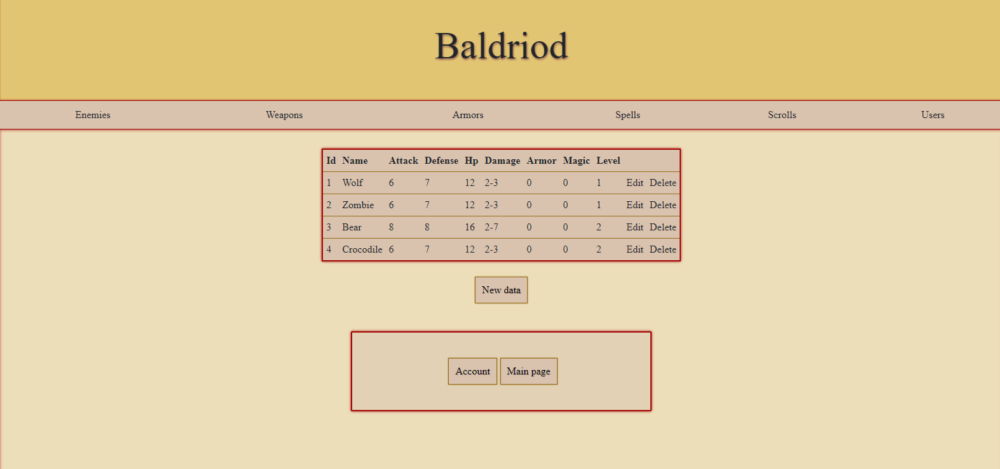 Baldriod
Enemies Weapons Armors Spells Scrolls Users
Id Name Attack Defense Hp Damage Armor Magic Level
1 Wolf 6 7 12 2-3 0 0 1 Edit Delete
2 Zombie 6 7 12 2-3 0 0 1 Edit Delete
3 Bear 8 8 16 2-7 0 0 2 Edit Delete
4 Crocodile 6 7 12 2-3 0 0 2 Edit Delete
New data
Account Main page